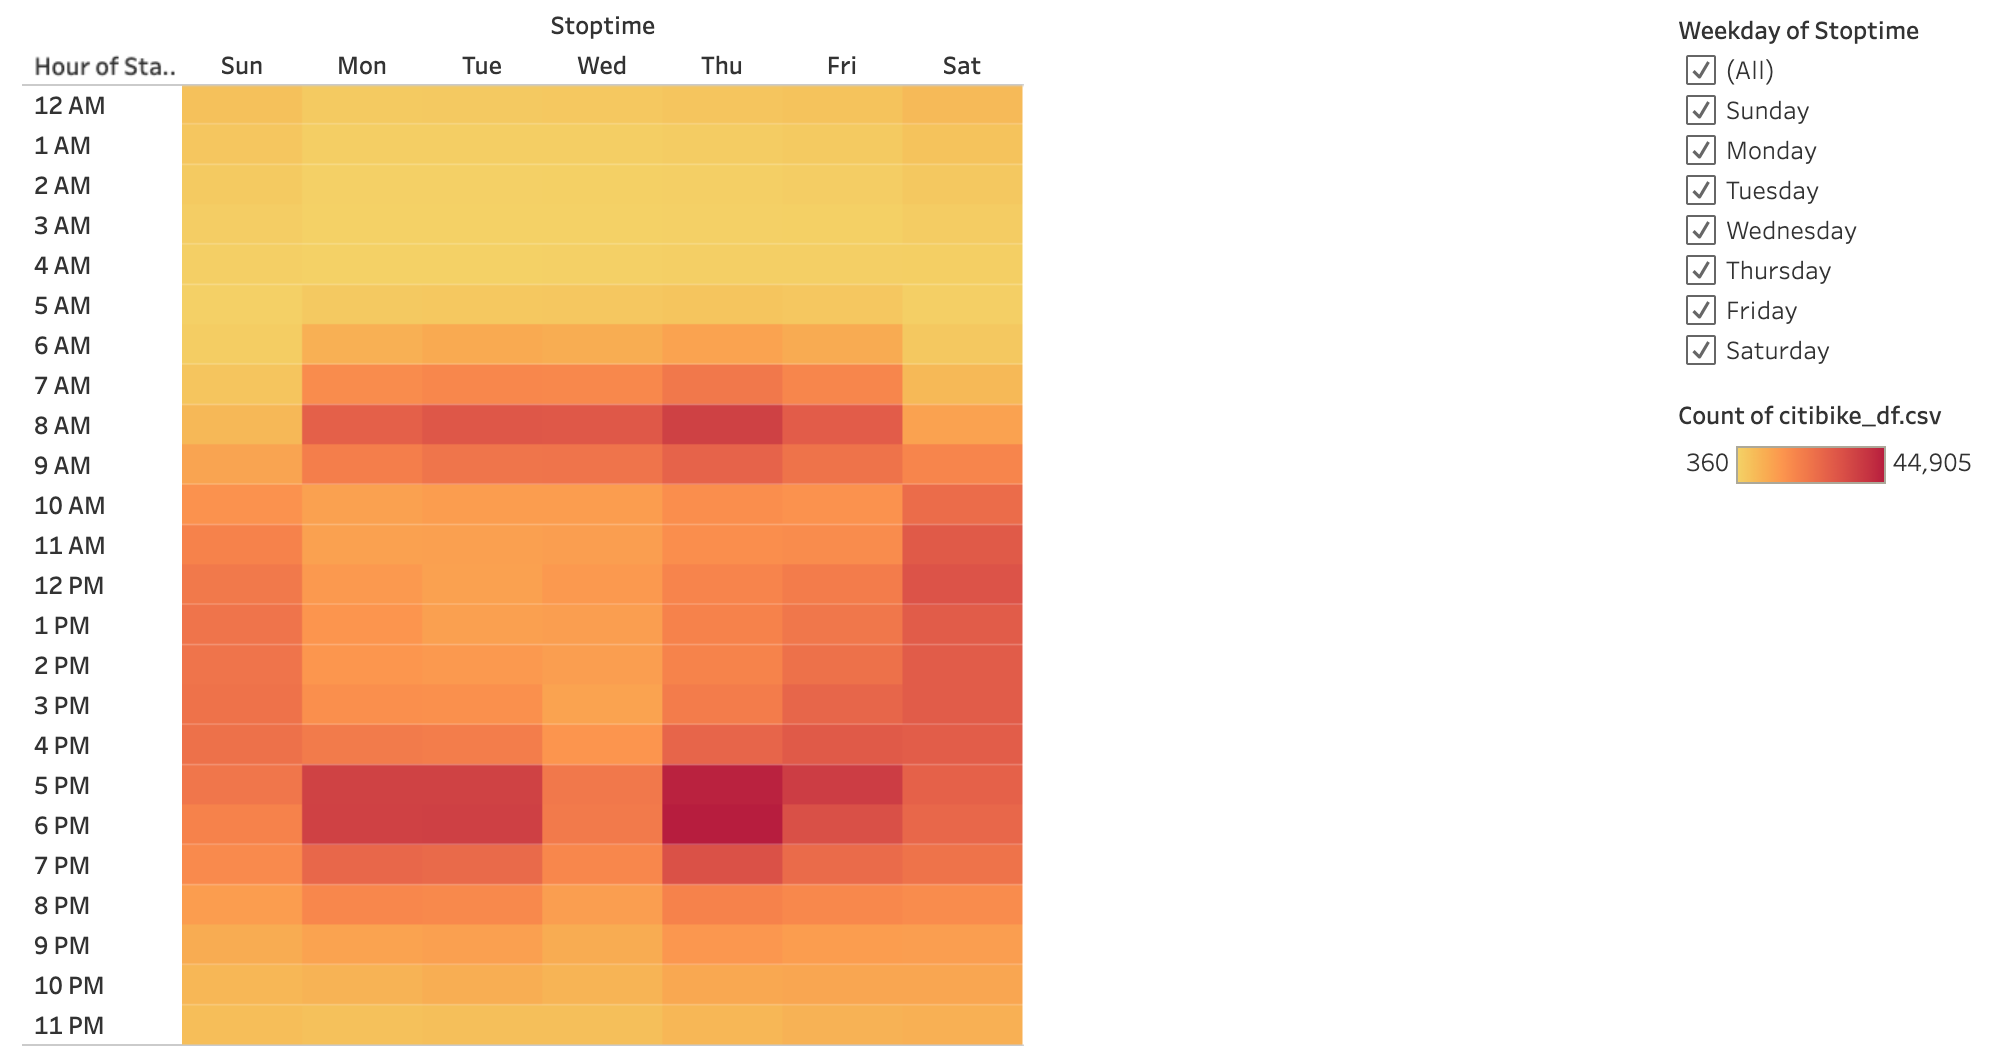 Stoptime
Hour of Sta.. Sun Mon Tue Wed Thu Fri Sat
12 AM
1 AM
2 AM
3 AM
4 AM
5 AM
6 AM
7 AM
8 AM
9 AM
10 AM
11 AM
12 PM
1 PM
2 PM
3 PM
4 PM
5 PM
6 PM
7 PM
8 PM
9 PM
10 PM
11 PM
Weekday of Stoptime
(All)
Sunday
Monday
Tuesday
Wednesday
Thursday
Friday
Saturday
Count of citibike_df.csv
360 44,905